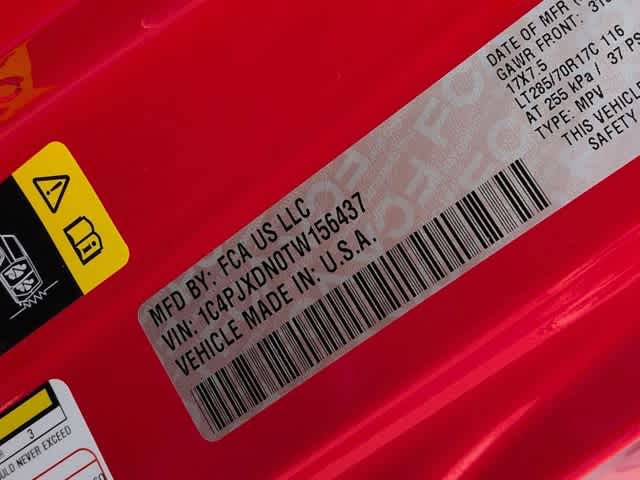 MFD BY: FCA US LLC
VIN: 1C4PJXDN0TW156437
VEHICLE MADE IN: U.S.A.
DATE OF MFR
GAWR FRONT:
17X7.5
LT285/70R17C 116
AT 255 kPa / 37
TYPE: MPV
THIS VEHICLE
SAFETY
3
NEVER EXCEED